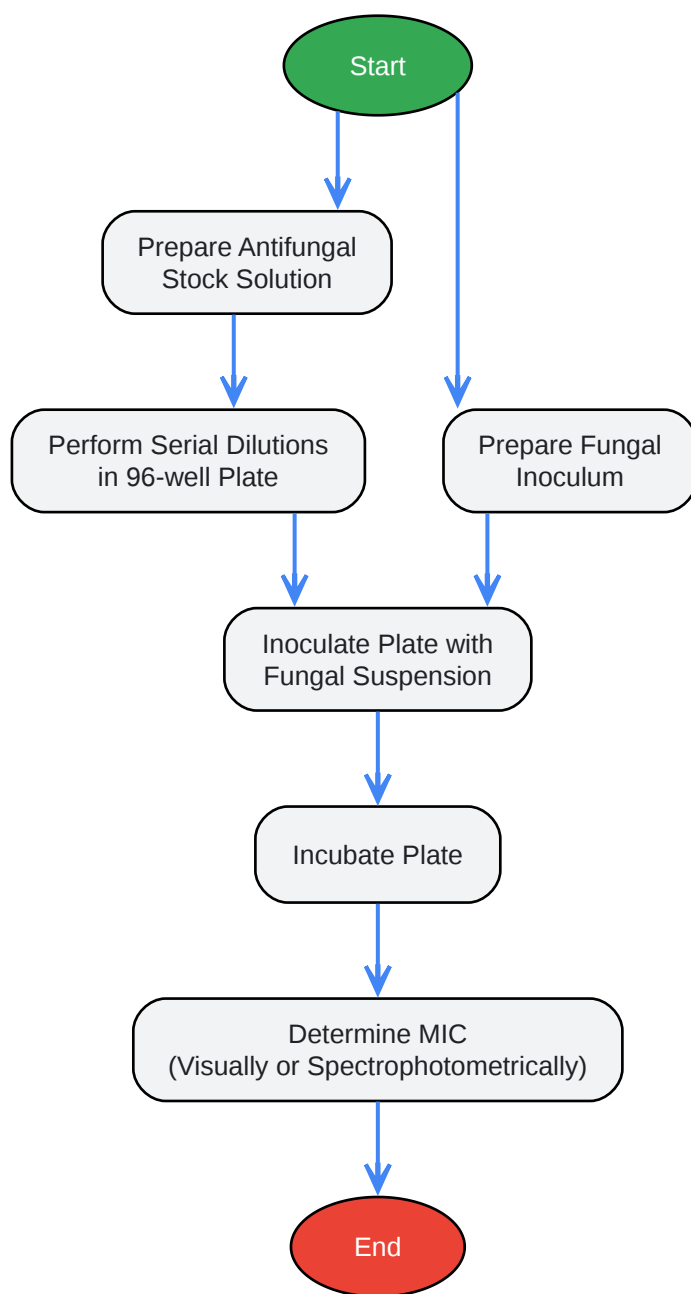 Start
Prepare Antifungal
Stock Solution
Perform Serial Dilutions
in 96-well Plate
Prepare Fungal
Inoculum
Inoculate Plate with
Fungal Suspension
Incubate Plate
Determine MIC
(Visually or Spectrophotometrically)
End